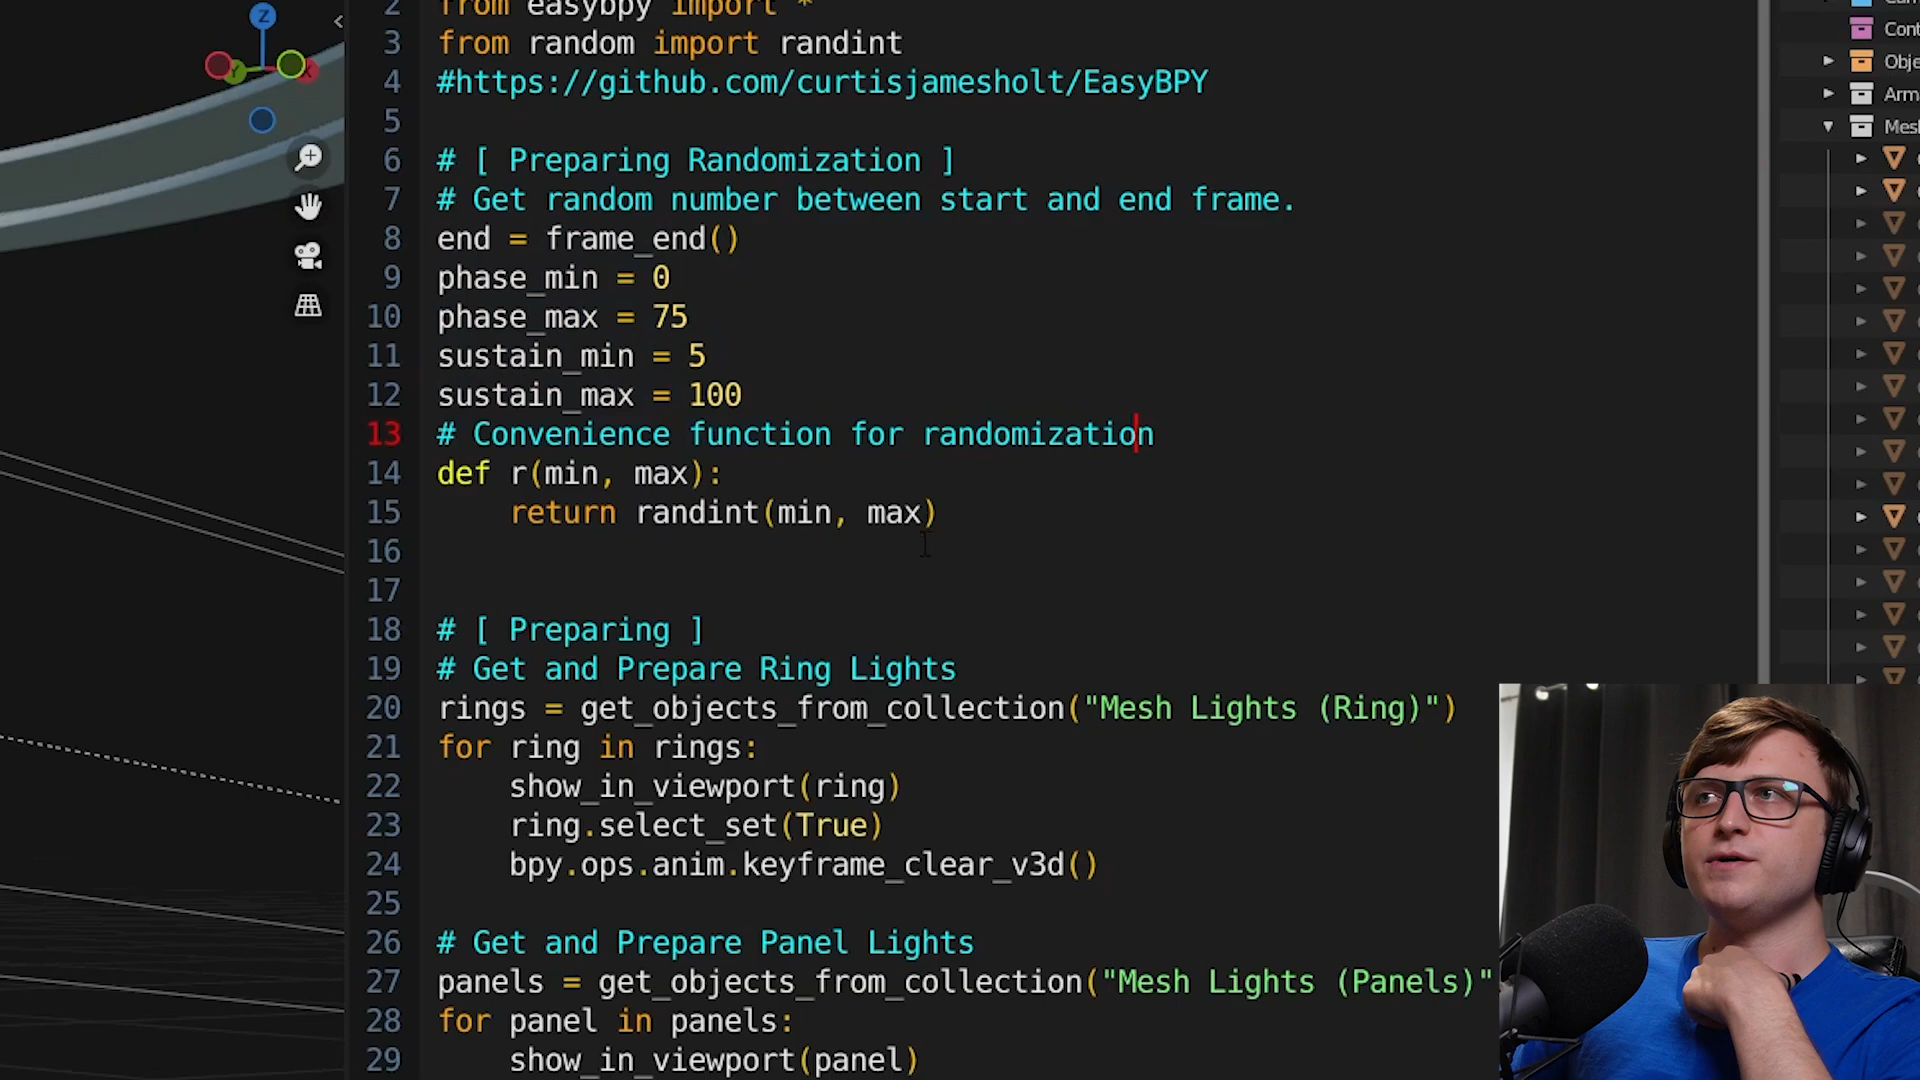 Z
Y
X
2 from easybpy import *
3 from random import randint
4 #https://github.com/curtisjamesholt/EasyBPY
5
6 # [ Preparing Randomization ]
7 # Get random number between start and end frame.
8 end = frame_end()
9 phase_min = 0
10 phase_max = 75
11 sustain_min = 5
12 sustain_max = 100
13 # Convenience function for randomization
14 def r(min, max):
15 return randint(min, max)
16
17
18 # [ Preparing ]
19 # Get and Prepare Ring Lights
20 rings = get_objects_from_collection("Mesh Lights (Ring)")
21 for ring in rings:
22 show_in_viewport(ring)
23 ring.select_set(True)
24 bpy.ops.anim.keyframe_clear_v3d()
25
26 # Get and Prepare Panel Lights
27 panels = get_objects_from_collection("Mesh Lights (Panels)"
28 for panel in panels:
29 show_in_viewport(panel)
Cont
Obje
Arm
Mesh